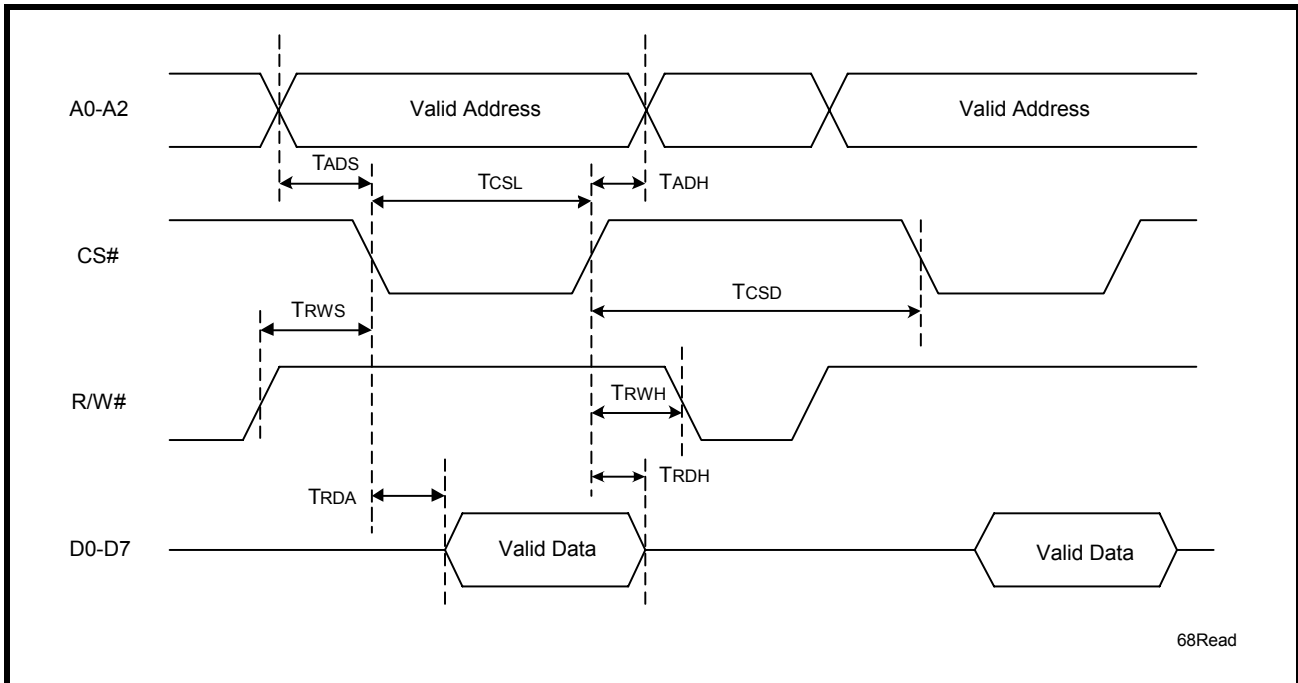 A0-A2
Valid Address
Valid Address
TADS
TCSL
TADH
CS#
TCSD
TRWS
R/W#
TRWH
TRDH
TRDA
D0-D7
Valid Data
Valid Data
68Read